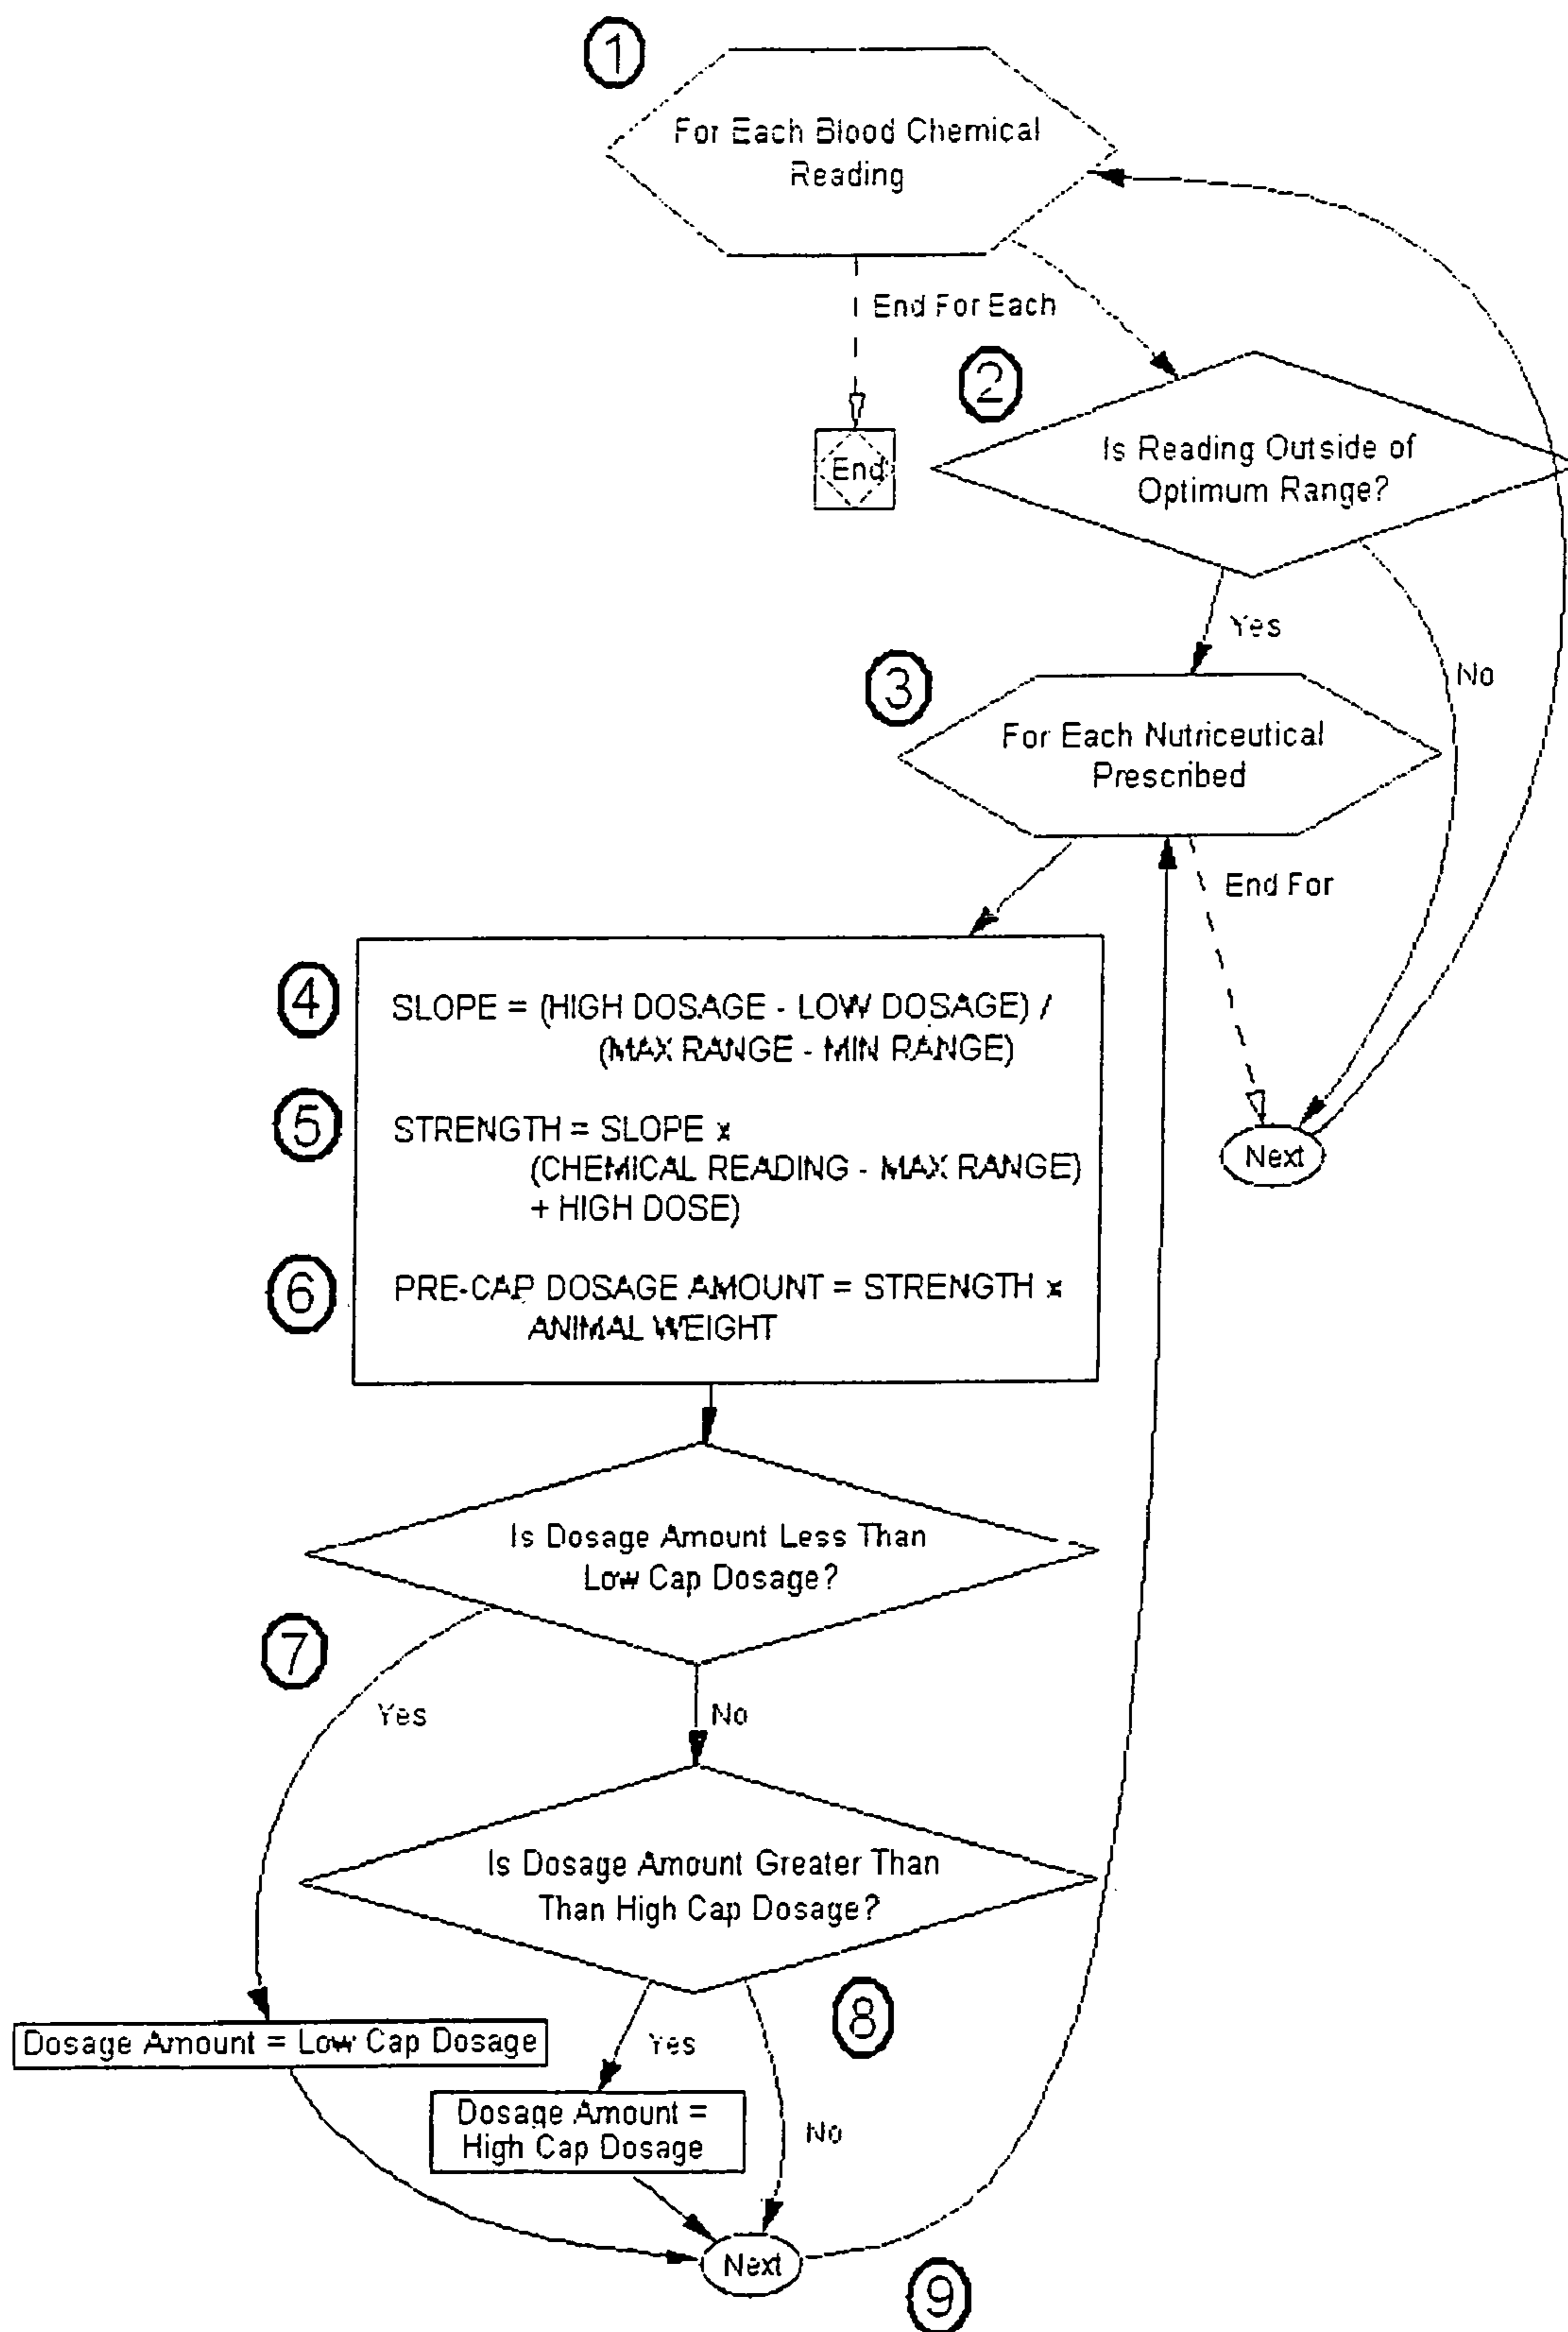 1
For Each Blood Chemical
Reading
End For Each
2
End
Is Reading Outside of
Optimum Range?
Yes
No
3
For Each Nutriceutical
Prescribed
End For
4
SLOPE = (HIGH DOSAGE - LOW DOSAGE) /
(MAX RANGE - MIN RANGE)
5
STRENGTH = SLOPE x
(CHEMICAL READING - MAX RANGE)
+ HIGH DOSE)
Next
6
PRE-CAP DOSAGE AMOUNT = STRENGTH x
ANIMAL WEIGHT
Is Dosage Amount Less Than
Low Cap Dosage?
7
Yes
No
Is Dosage Amount Greater Than
Than High Cap Dosage?
8
Dosage Amount = Low Cap Dosage
Yes
Dosage Amount =
High Cap Dosage
No
Next
9